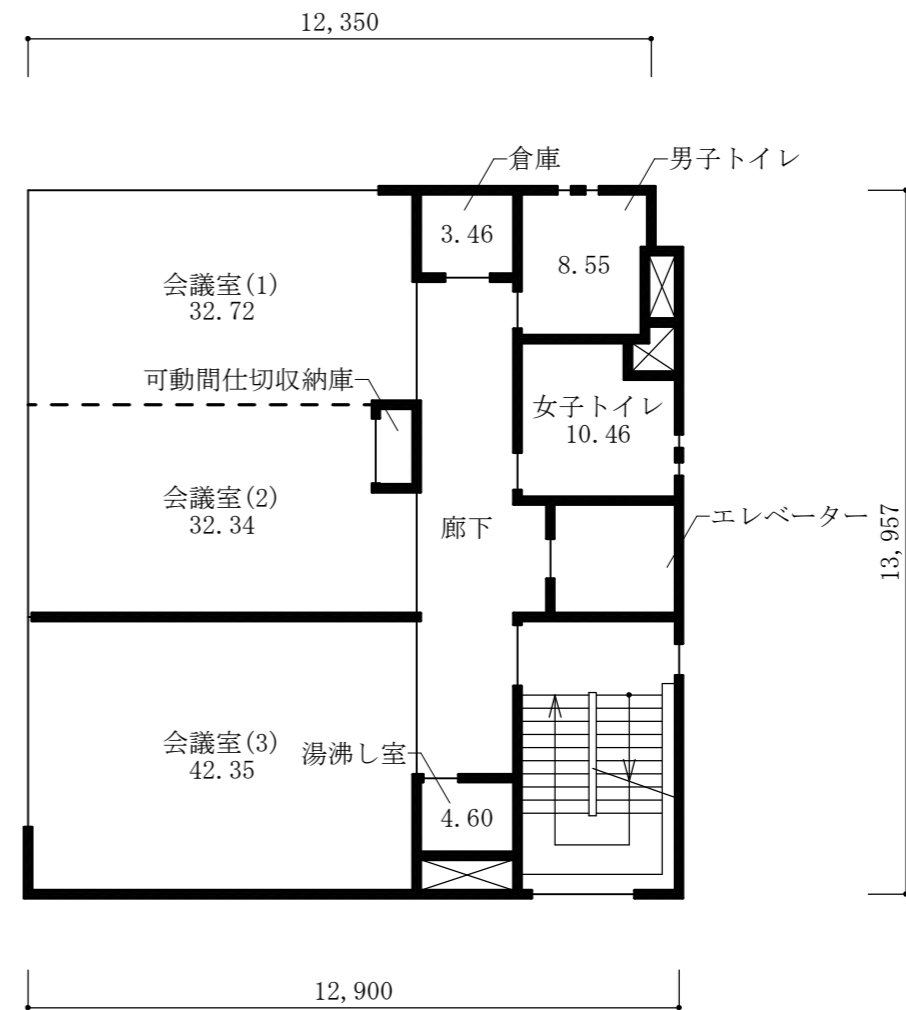 12,350
倉庫
男子トイレ
3.46
8.55
会議室(1)
32.72
可動間仕切収納庫
女子トイレ
10.46
会議室(2)
32.34
廊下
エレベーター
13,957
会議室(3)
42.35
湯沸し室
4.60
12,900